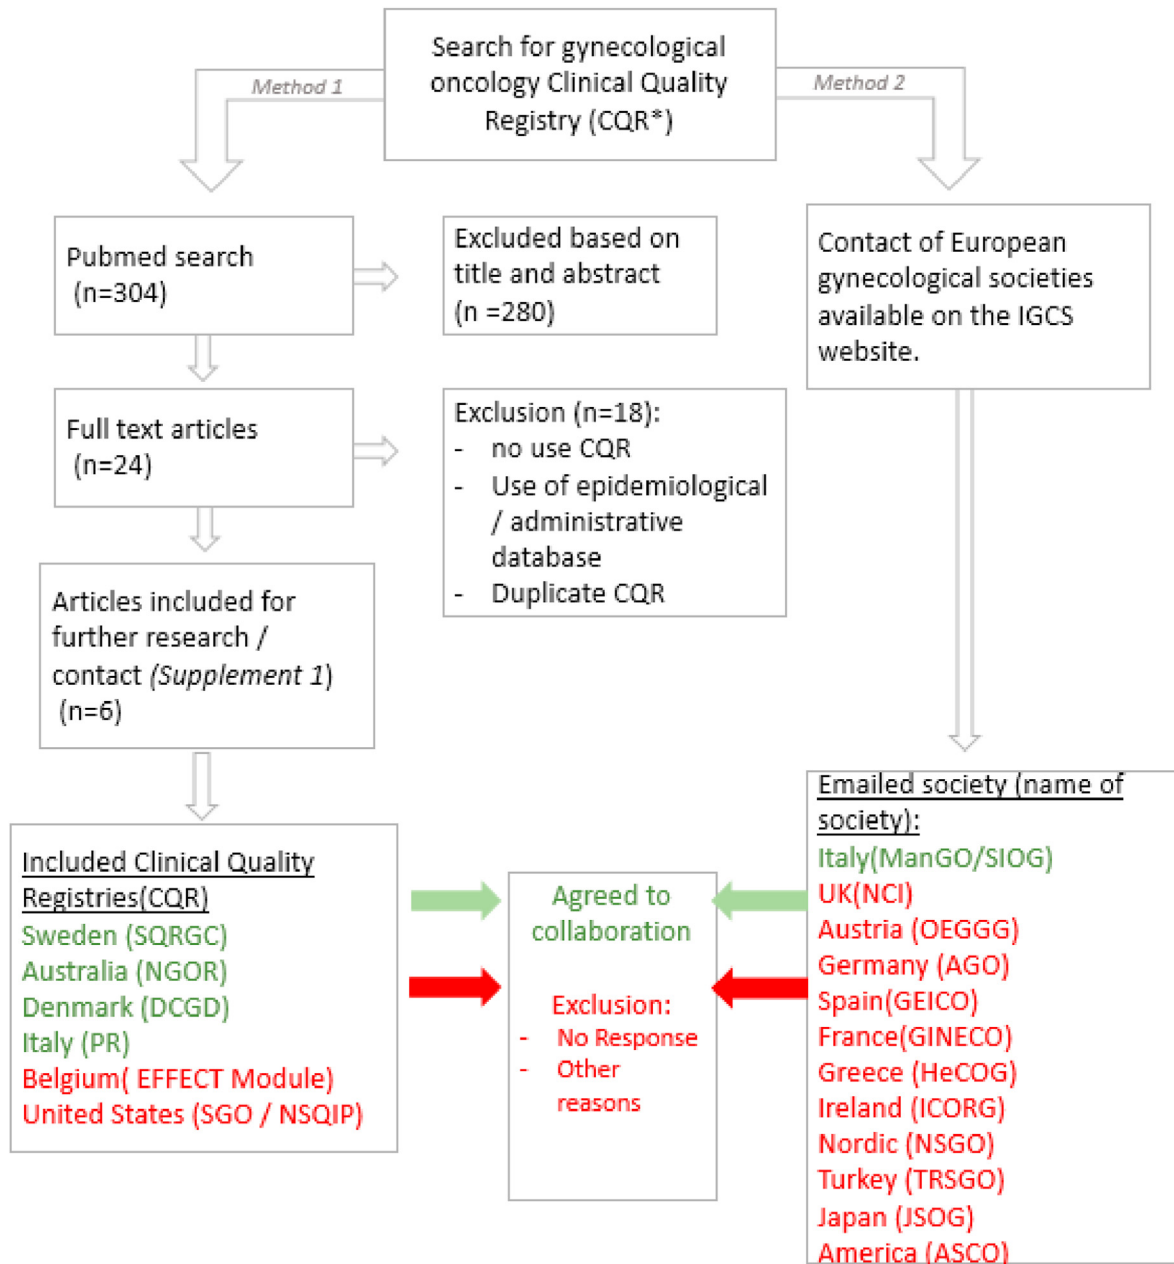 Search for gynecological
oncology Clinical Quality
Registry (CQR*)
Method 1
Method 2
Pubmed search
(n=304)
Excluded based on
title and abstract
(n =280)
Contact of European
gynecological societies
available on the IGCS
website.
Full text articles
(n=24)
Exclusion (n=18):
- no use CQR
- Use of epidemiological
/ administrative
database
- Duplicate CQR
Articles included for
further research /
contact (Supplement 1)
(n=6)
Included Clinical Quality
Registries(CQR)
Sweden (SQRGC)
Australia (NGOR)
Denmark (DCGD)
Italy (PR)
Belgium( EFFECT Module)
United States (SGO / NSQIP)
Agreed to
collaboration
Exclusion:
- No Response
- Other
reasons
Emailed society (name of
society):
Italy(ManGO/SIOG)
UK(NCI)
Austria (OEGGG)
Germany (AGO)
Spain(GEICO)
France(GINECO)
Greece (HeCOG)
Ireland (ICORG)
Nordic (NSGO)
Turkey (TRSGO)
Japan (JSOG)
America (ASCO)